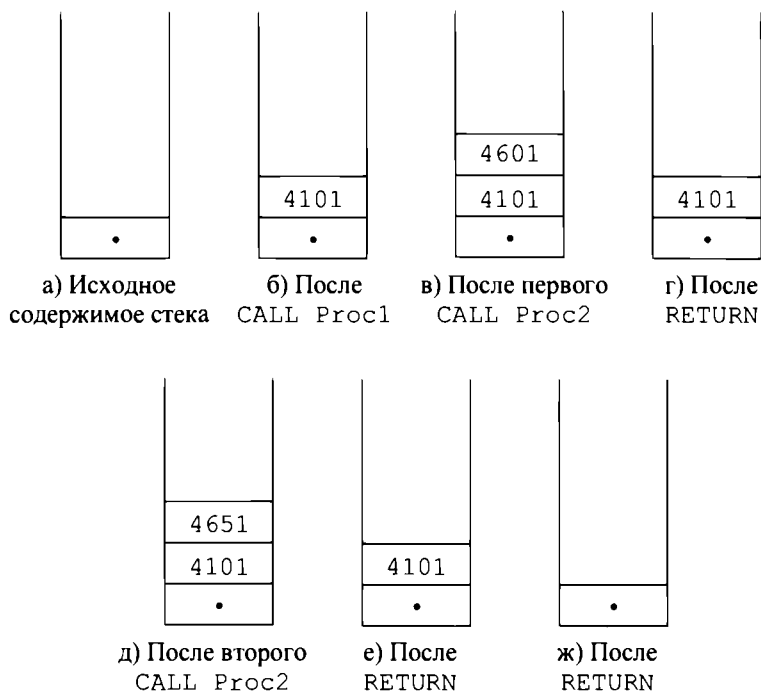 4601
4101
4101
4101
•
•
•
•
а) Исходное
содержимое стека
б) После
CALL Proc1
в) После первого
CALL Proc2
г) После
RETURN
4651
4101
4101
•
•
•
д) После второго
CALL Proc2
е) После
RETURN
ж) После
RETURN